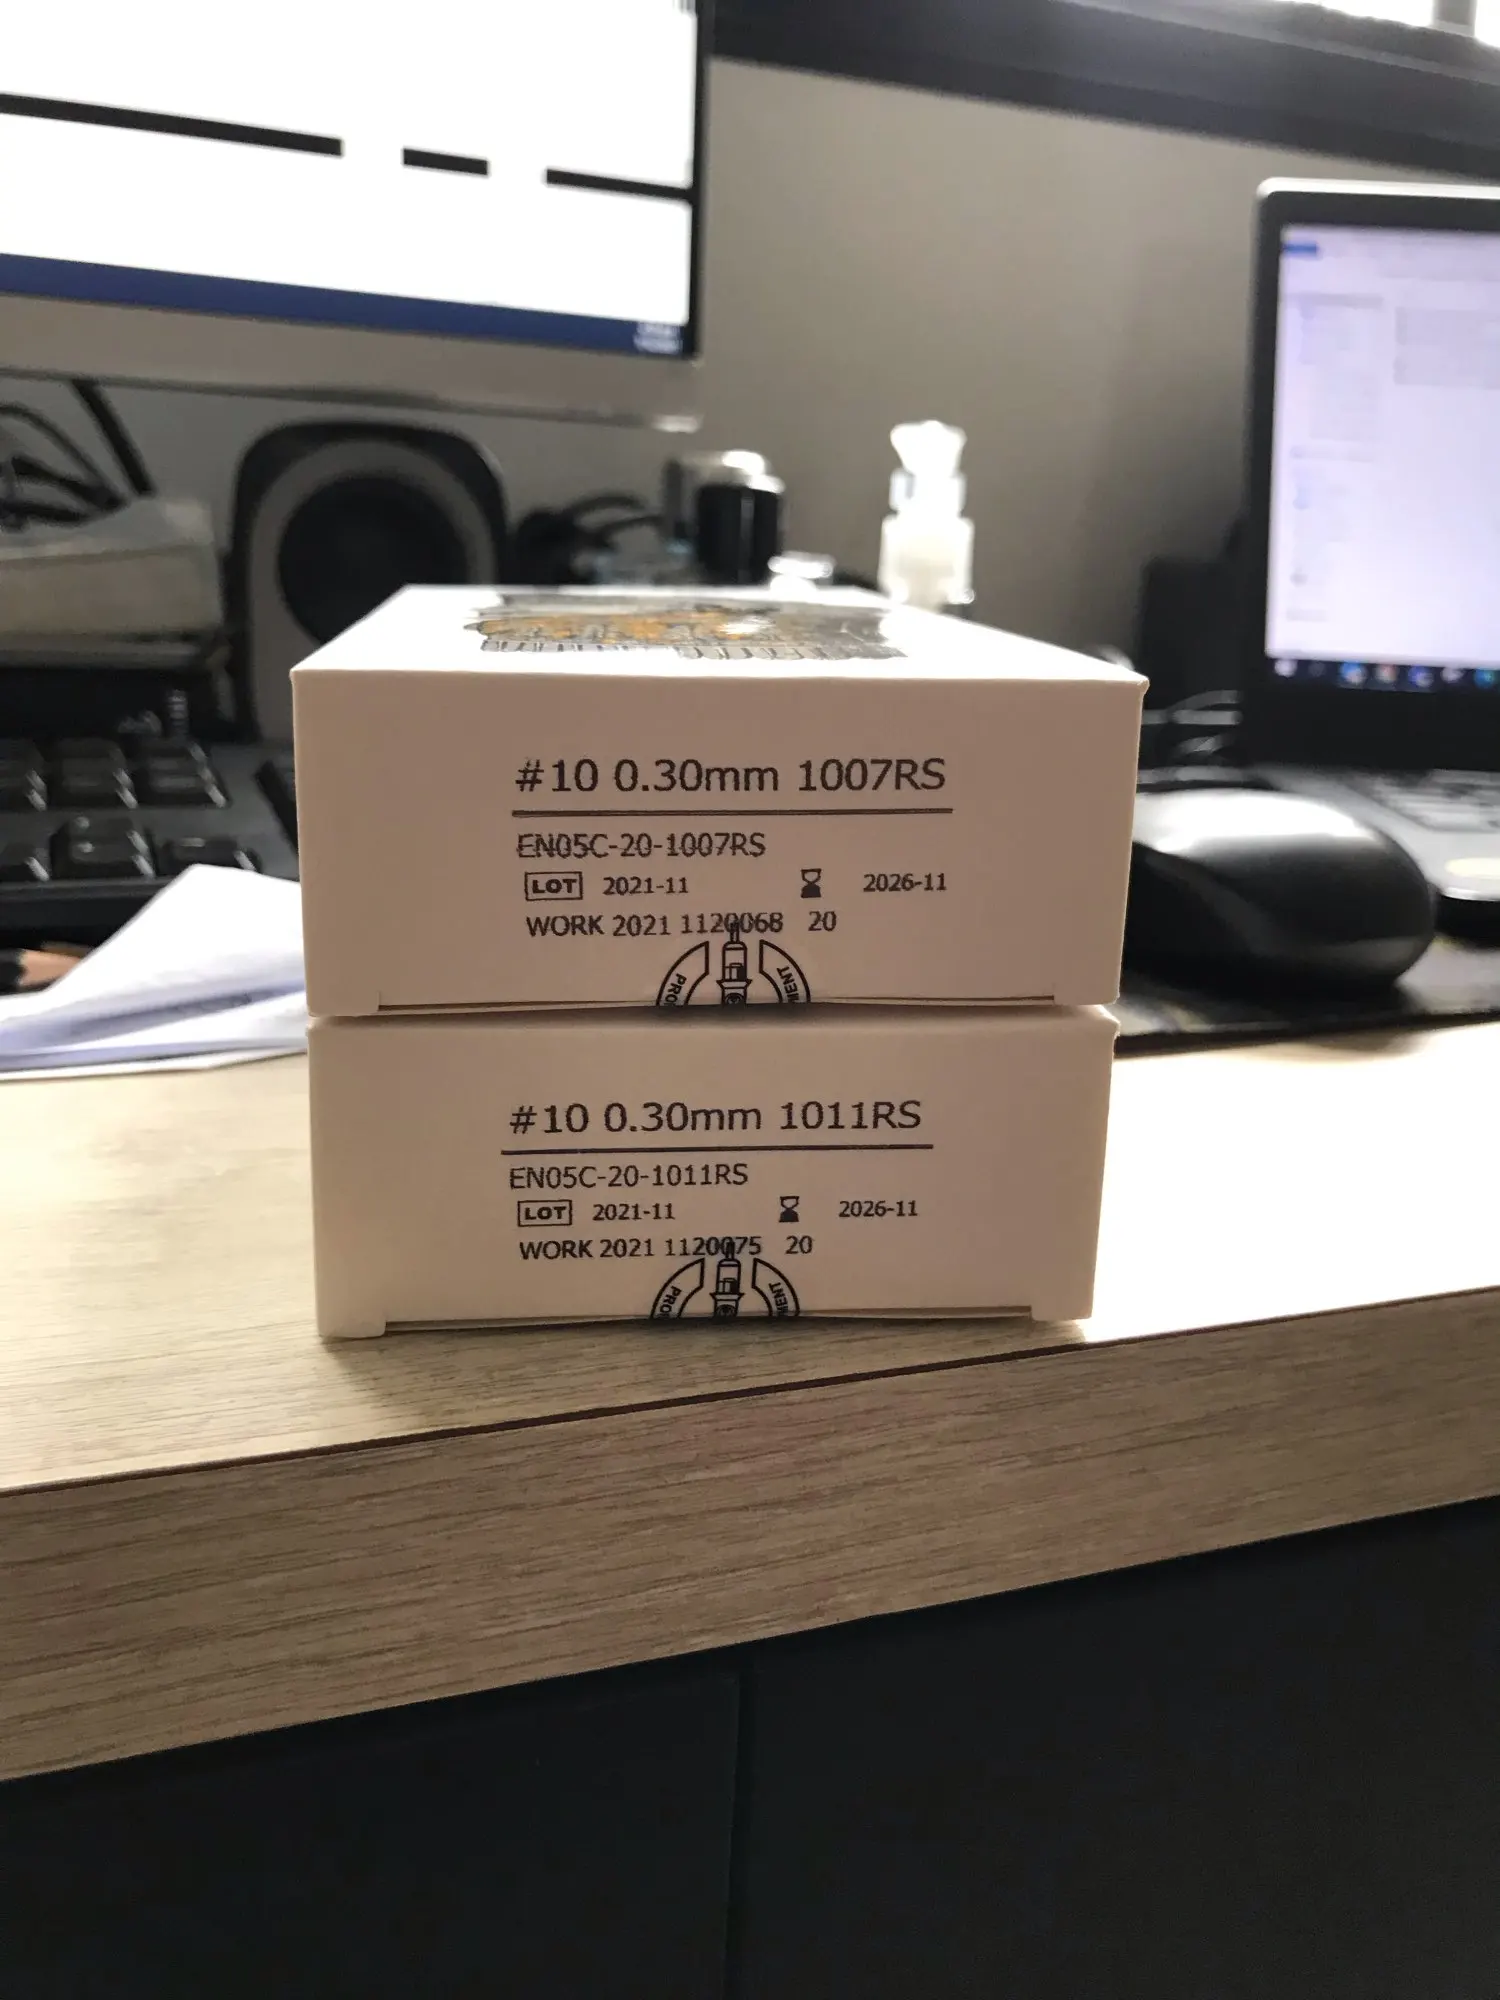 #10 0.30mm 1007RS
EN05C-20-1007RS
LOT 2021-11 2026-11
WORK 2021 1120068 20
#10 0.30mm 1011RS
EN05C-20-1011RS
LOT 2021-11 2026-11
WORK 2021 1120075 20